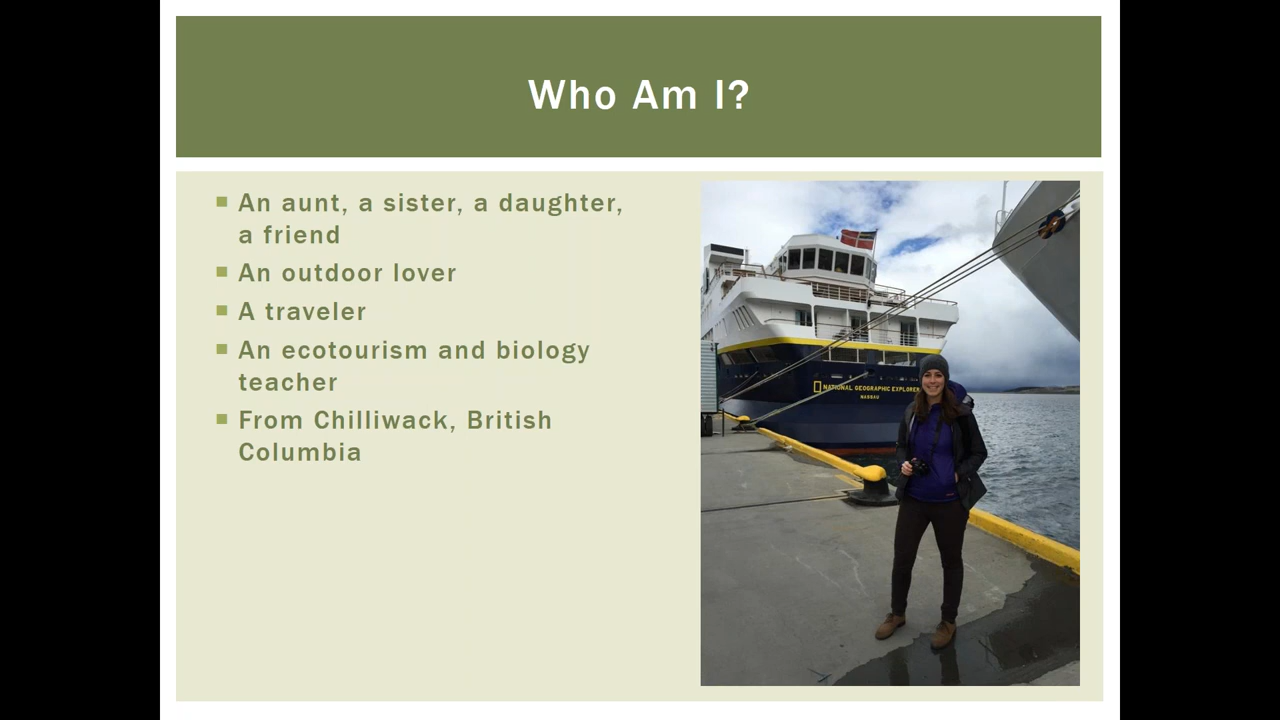 Who Am I?
An aunt, a sister, a daughter,
a friend
An outdoor lover
A traveler
An ecotourism and biology
teacher
From Chilliwack, British
Columbia
NATIONAL GEOGRAPHIC EXPLORER
NASSAU